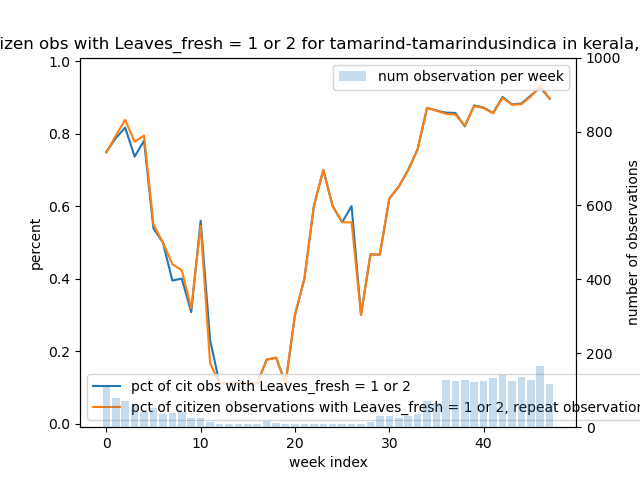 izen obs with Leaves_fresh = 1 or 2 for tamarind-tamarindusindica in kerala,
num observation per week
percent
number of observations
1.0
0.8
0.6
0.4
0.2
0.0
1000
800
600
400
200
0
pct of cit obs with Leaves_fresh = 1 or 2
pct of citizen observations with Leaves_fresh = 1 or 2, repeat observation
0 10 20 30 40
week index